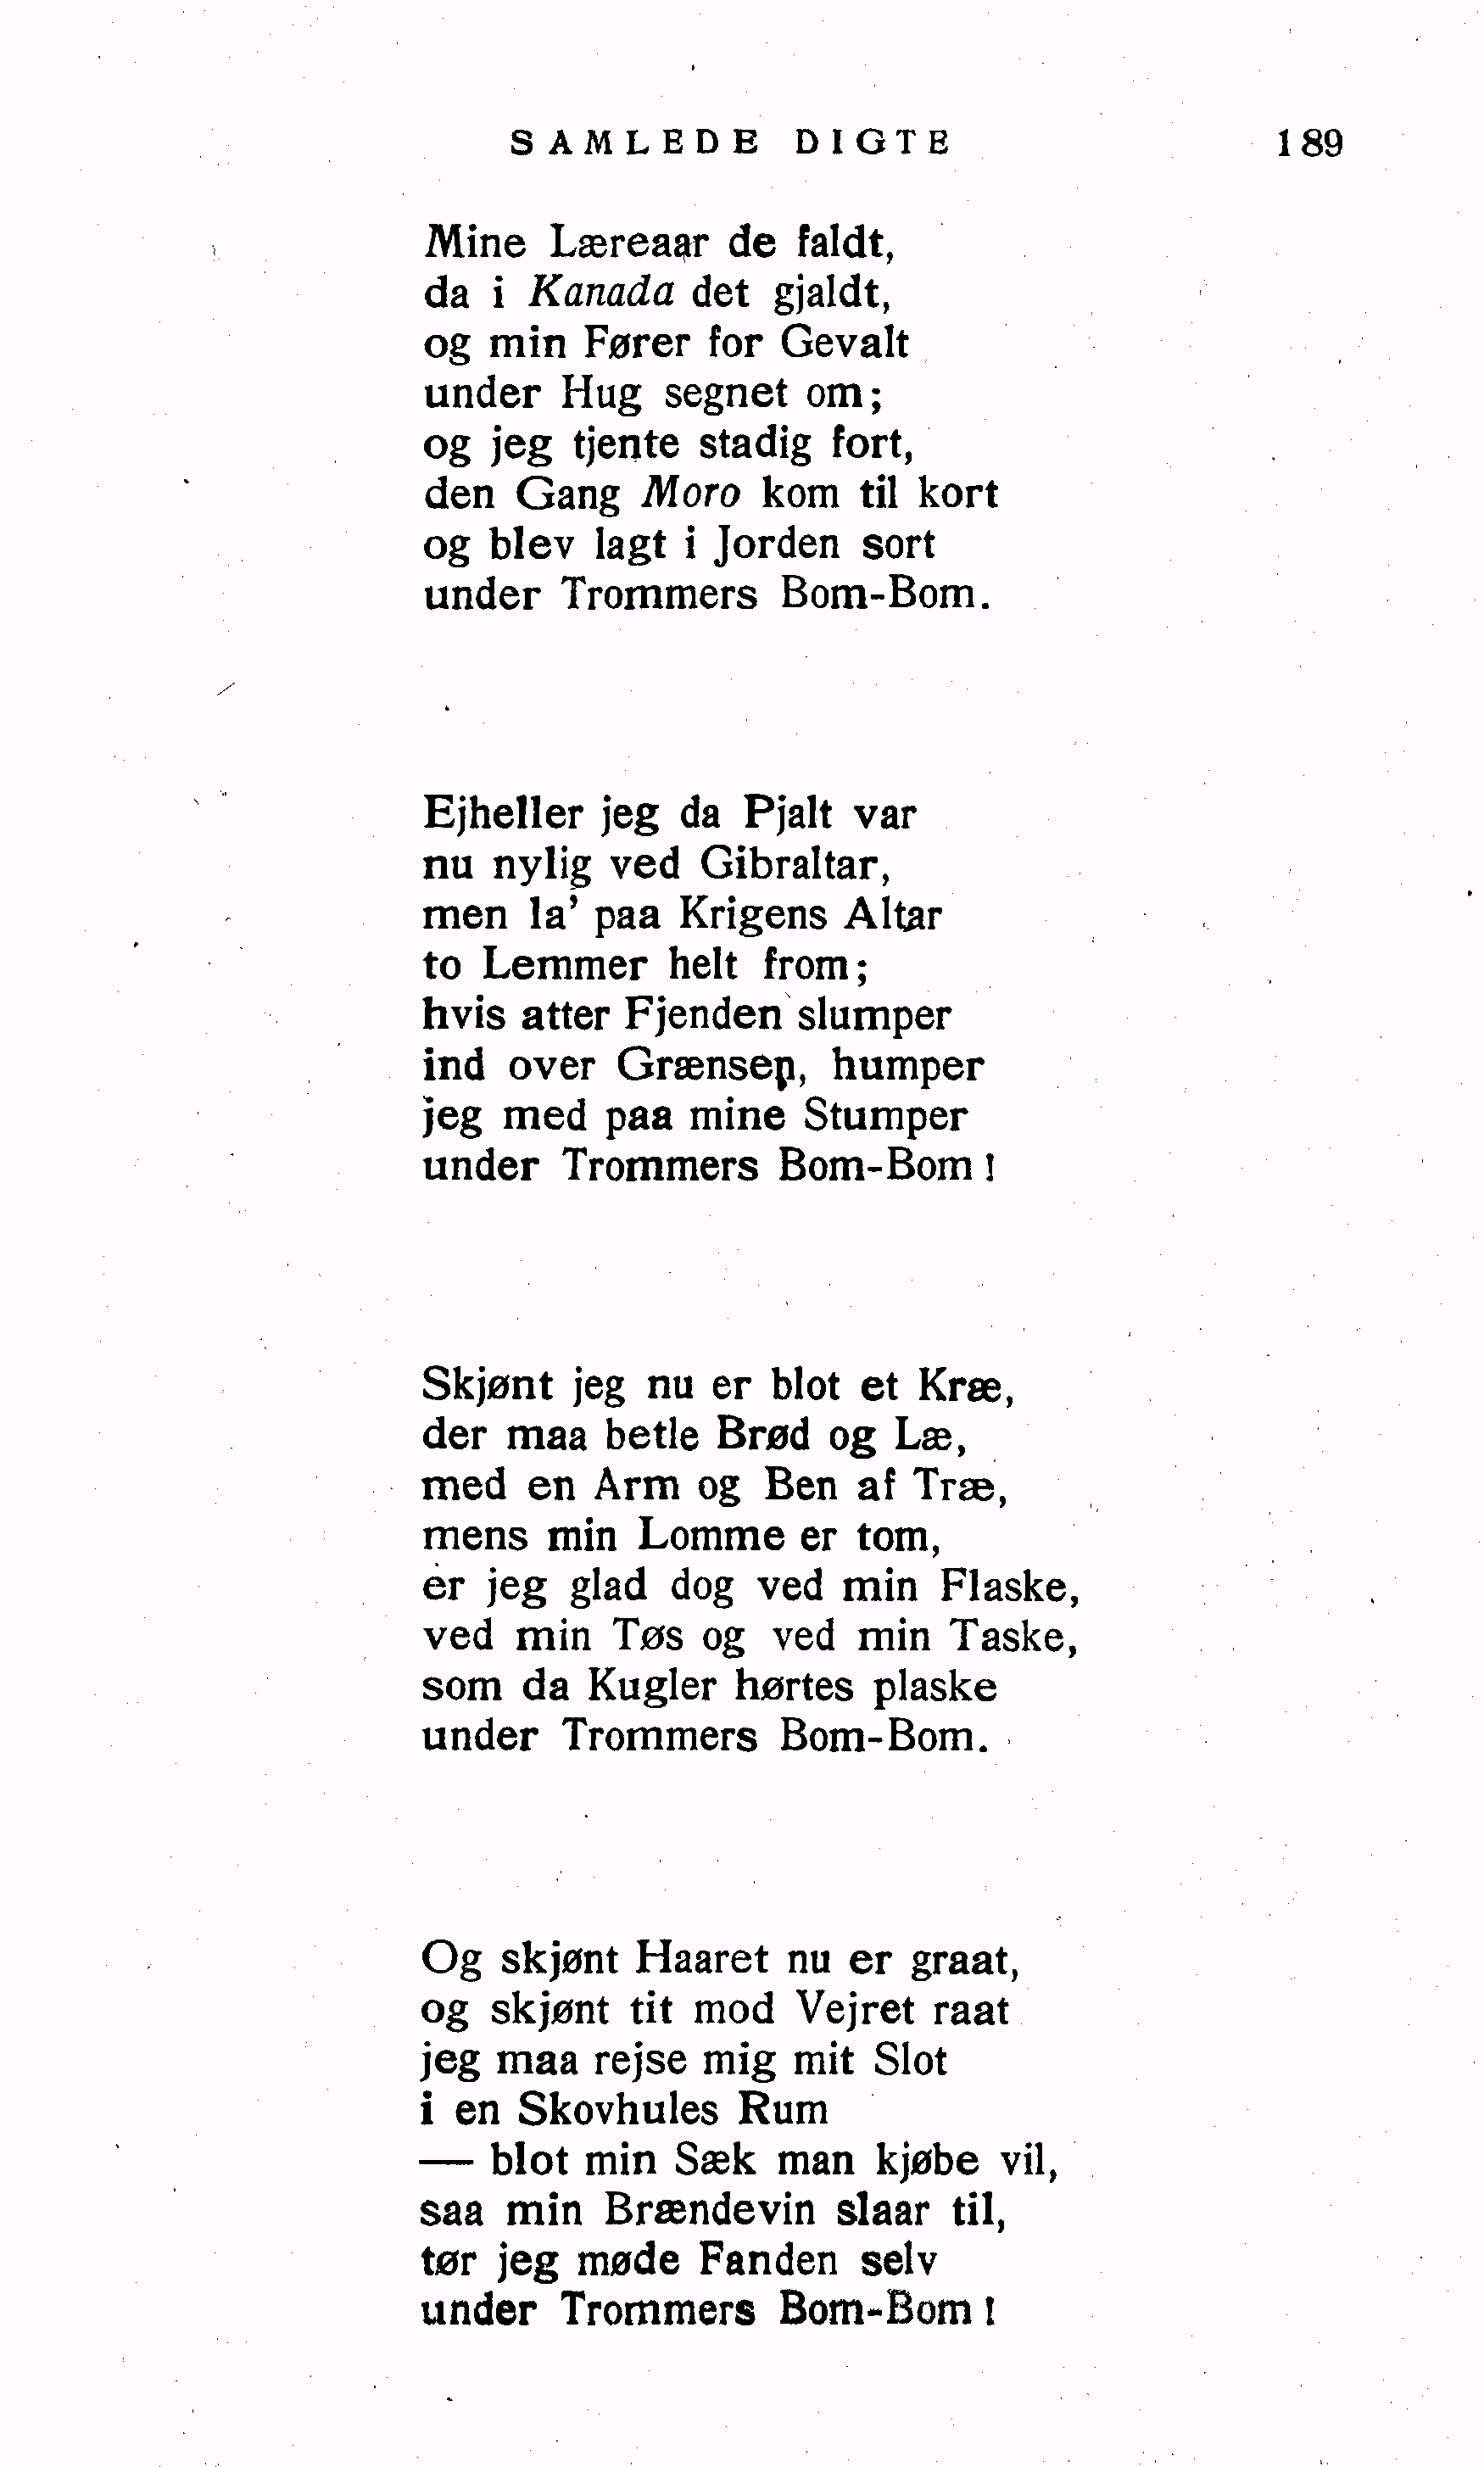 SAMLEDE DIGTE 189
Mine Læreaar de faldt,
da i Kanada det gjaldt,
og min Fører for Gevalt
under Hug segnet om;
og jeg tjente stadig fort,
den Gang Moro kom til kort
og blev lagt i Jorden sort
under Trommers Bom-Bom.
Ejheller jeg da Pjalt var
nu nylig ved Gibraltar,
men la' paa Krigens Altar
to Lemmer helt from;
hvis atter Fjenden slumper
ind over Grænsen, humper
jeg med paa mine Stumper
under Trommers Bom-Bom!
Skjønt jeg nu er blot et Kræ,
der maa betle Brød og Læ,
med en Arm og Ben af Træ,
mens min Lomme er tom,
er jeg glad dog ved min Flaske,
ved min Tøs og ved min Taske,
som da Kugler hørtes plaske
under Trommers Bom-Bom.
Og skjønt Haaret nu er graat,
og skjønt tit mod Vejret raat
jeg maa rejse mig mit Slot
i en Skovhules Rum
— blot min Sæk man kjøbe vil,
saa min Brændevin slaar til,
tør jeg møde Fanden selv
under Trommers Bom-Bom!